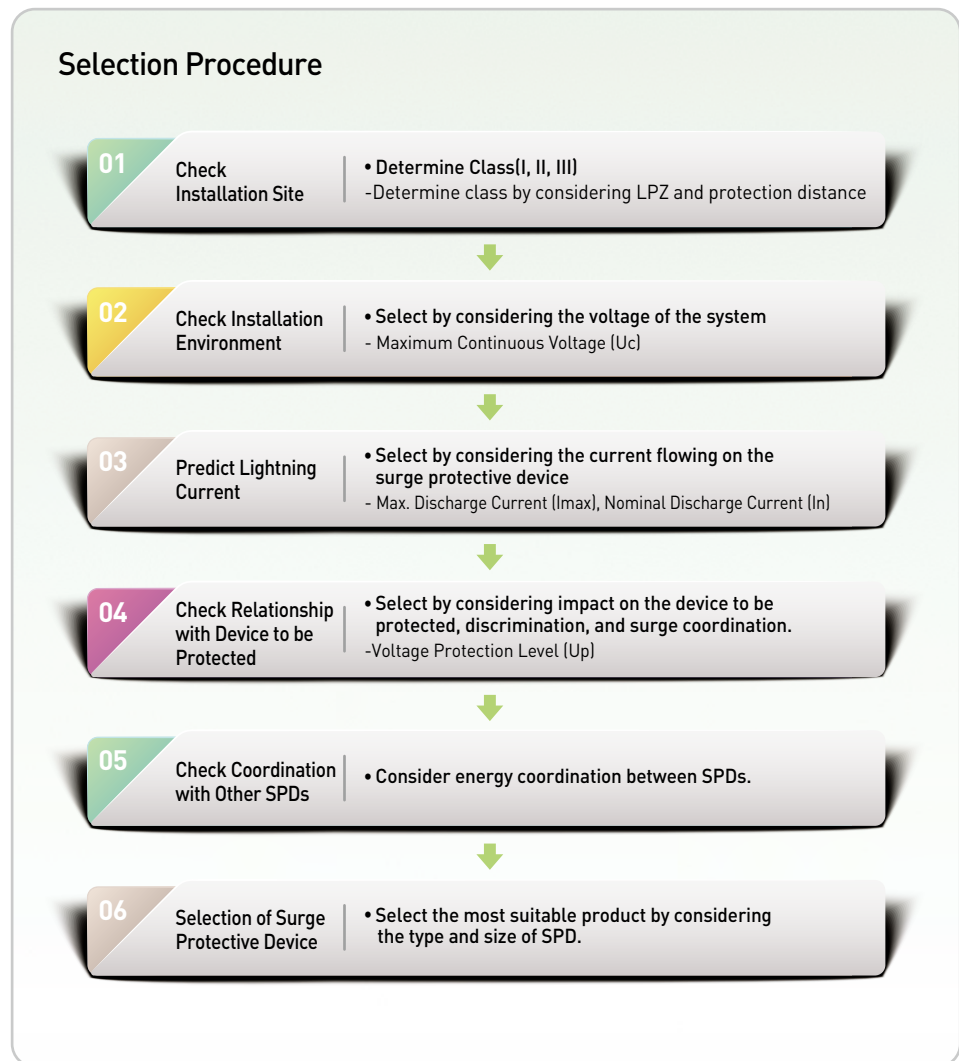 Selection Procedure
01
Check
Installation Site
• Determine Class(I, II, III)
-Determine class by considering LPZ and protection distance
02
Check Installation
Environment
• Select by considering the voltage of the system
- Maximum Continuous Voltage (Uc)
03
Predict Lightning
Current
• Select by considering the current flowing on the
surge protective device
- Max. Discharge Current (Imax), Nominal Discharge Current (In)
04
Check Relationship
with Device to be
Protected
• Select by considering impact on the device to be
protected, discrimination, and surge coordination.
-Voltage Protection Level (Up)
05
Check Coordination
with Other SPDs
• Consider energy coordination between SPDs.
06
Selection of Surge
Protective Device
• Select the most suitable product by considering
the type and size of SPD.